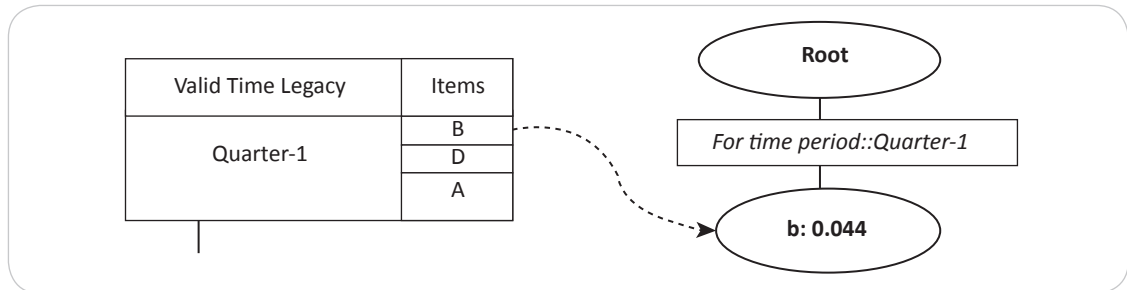 Valid Time Legacy
Items
Quarter-1
B
D
A
Root
For time period::Quarter-1
b: 0.044